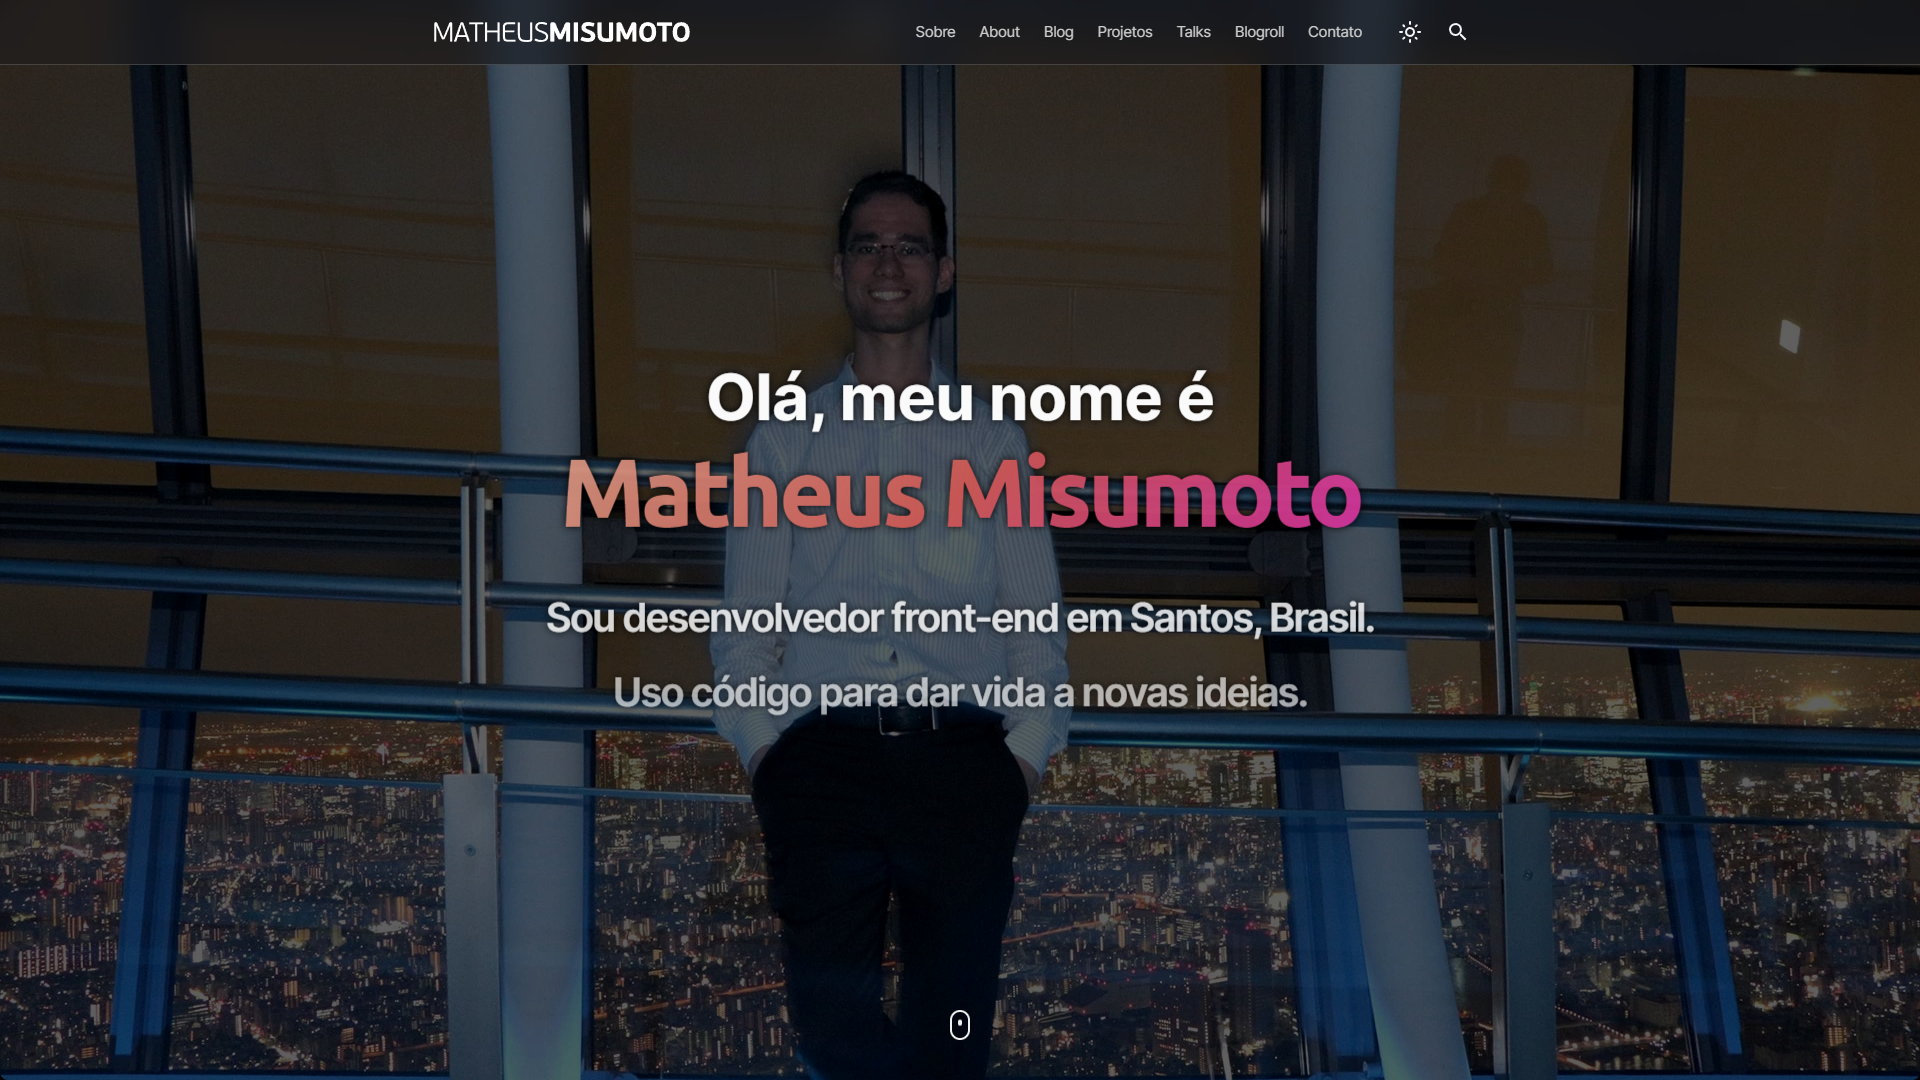 MATHEUSMISUMOTO
Sobre About Blog Projetos Talks Blogroll Contato
Olá, meu nome é
Matheus Misumoto
Sou desenvolvedor front-end em Santos, Brasil.
Uso código para dar vida a novas ideias.